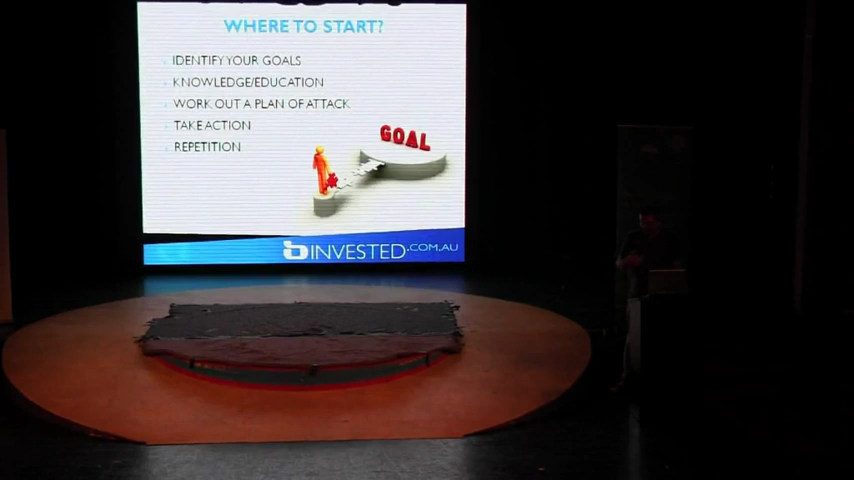 WHERE TO START?
IDENTIFY YOUR GOALS
KNOWLEDGE/EDUCATION
WORK OUT A PLAN OF ATTACK
TAKE ACTION
REPETITION
GOAL
bINVESTED.COM.AU